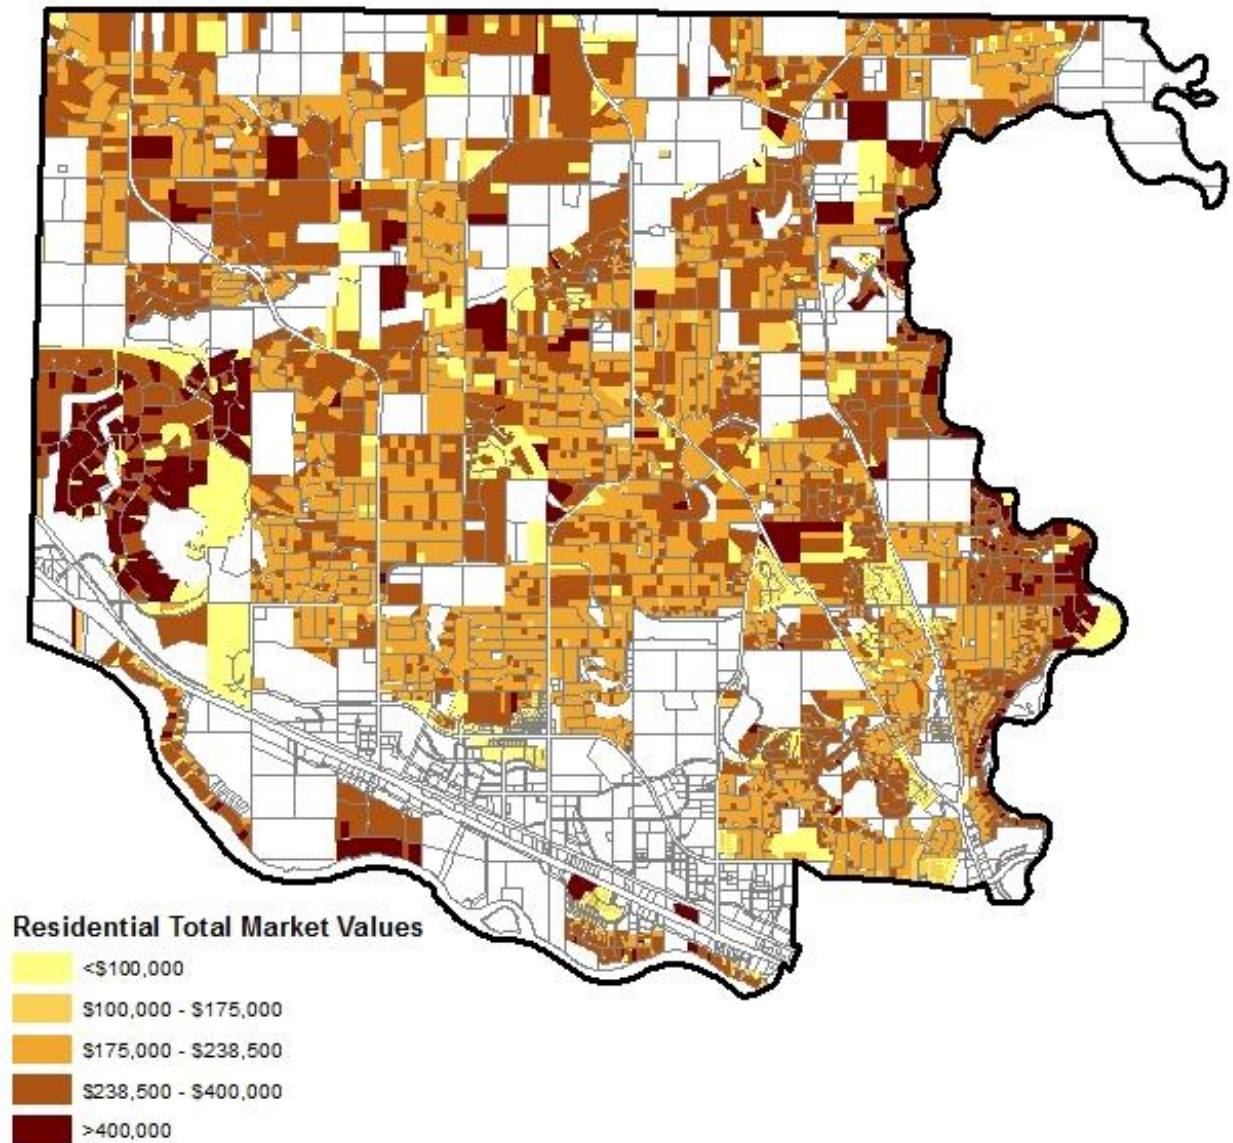 Residential Total Market Values
<$100,000
$100,000 - $175,000
$175,000 - $238,500
$238,500 - $400,000
>400,000